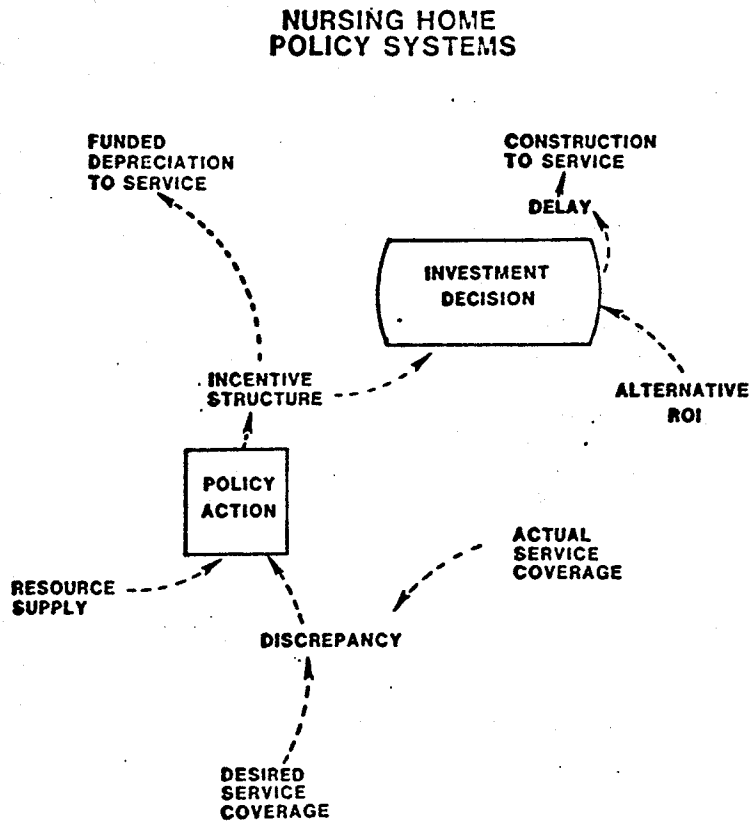 NURSING HOME
POLICY SYSTEMS
FUNDED
DEPRECIATION
TO SERVICE
CONSTRUCTION
TO SERVICE
DELAY
INVESTMENT
DECISION
INCENTIVE
STRUCTURE
ALTERNATIVE
ROI
POLICY
ACTION
ACTUAL
SERVICE
COVERAGE
RESOURCE
SUPPLY
DISCREPANCY
DESIRED
SERVICE
COVERAGE